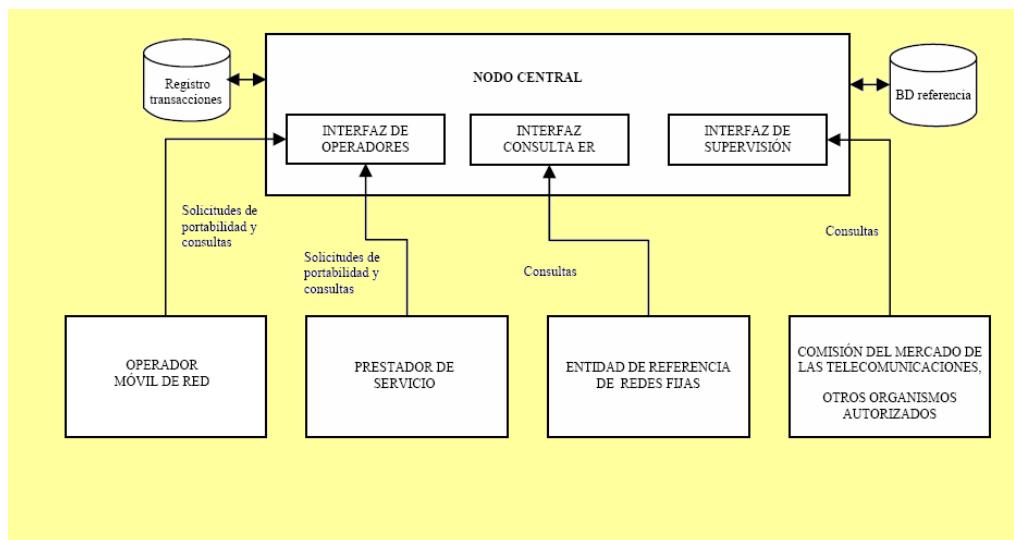 Registro
transacciones
NODO CENTRAL
BD referencia
INTERFAZ DE
OPERADORES
INTERFAZ
CONSULTA ER
INTERFAZ DE
SUPERVISIÓN
Solicitudes de
portabilidad y
consultas
Solicitudes de
portabilidad y
consultas
Consultas
Consultas
OPERADOR
MÓVIL DE RED
PRESTADOR DE
SERVICIO
ENTIDAD DE REFERENCIA
DE REDES FIJAS
COMISIÓN DEL MERCADO DE
LAS TELECOMUNICACIONES,
OTROS ORGANISMOS
AUTORIZADOS